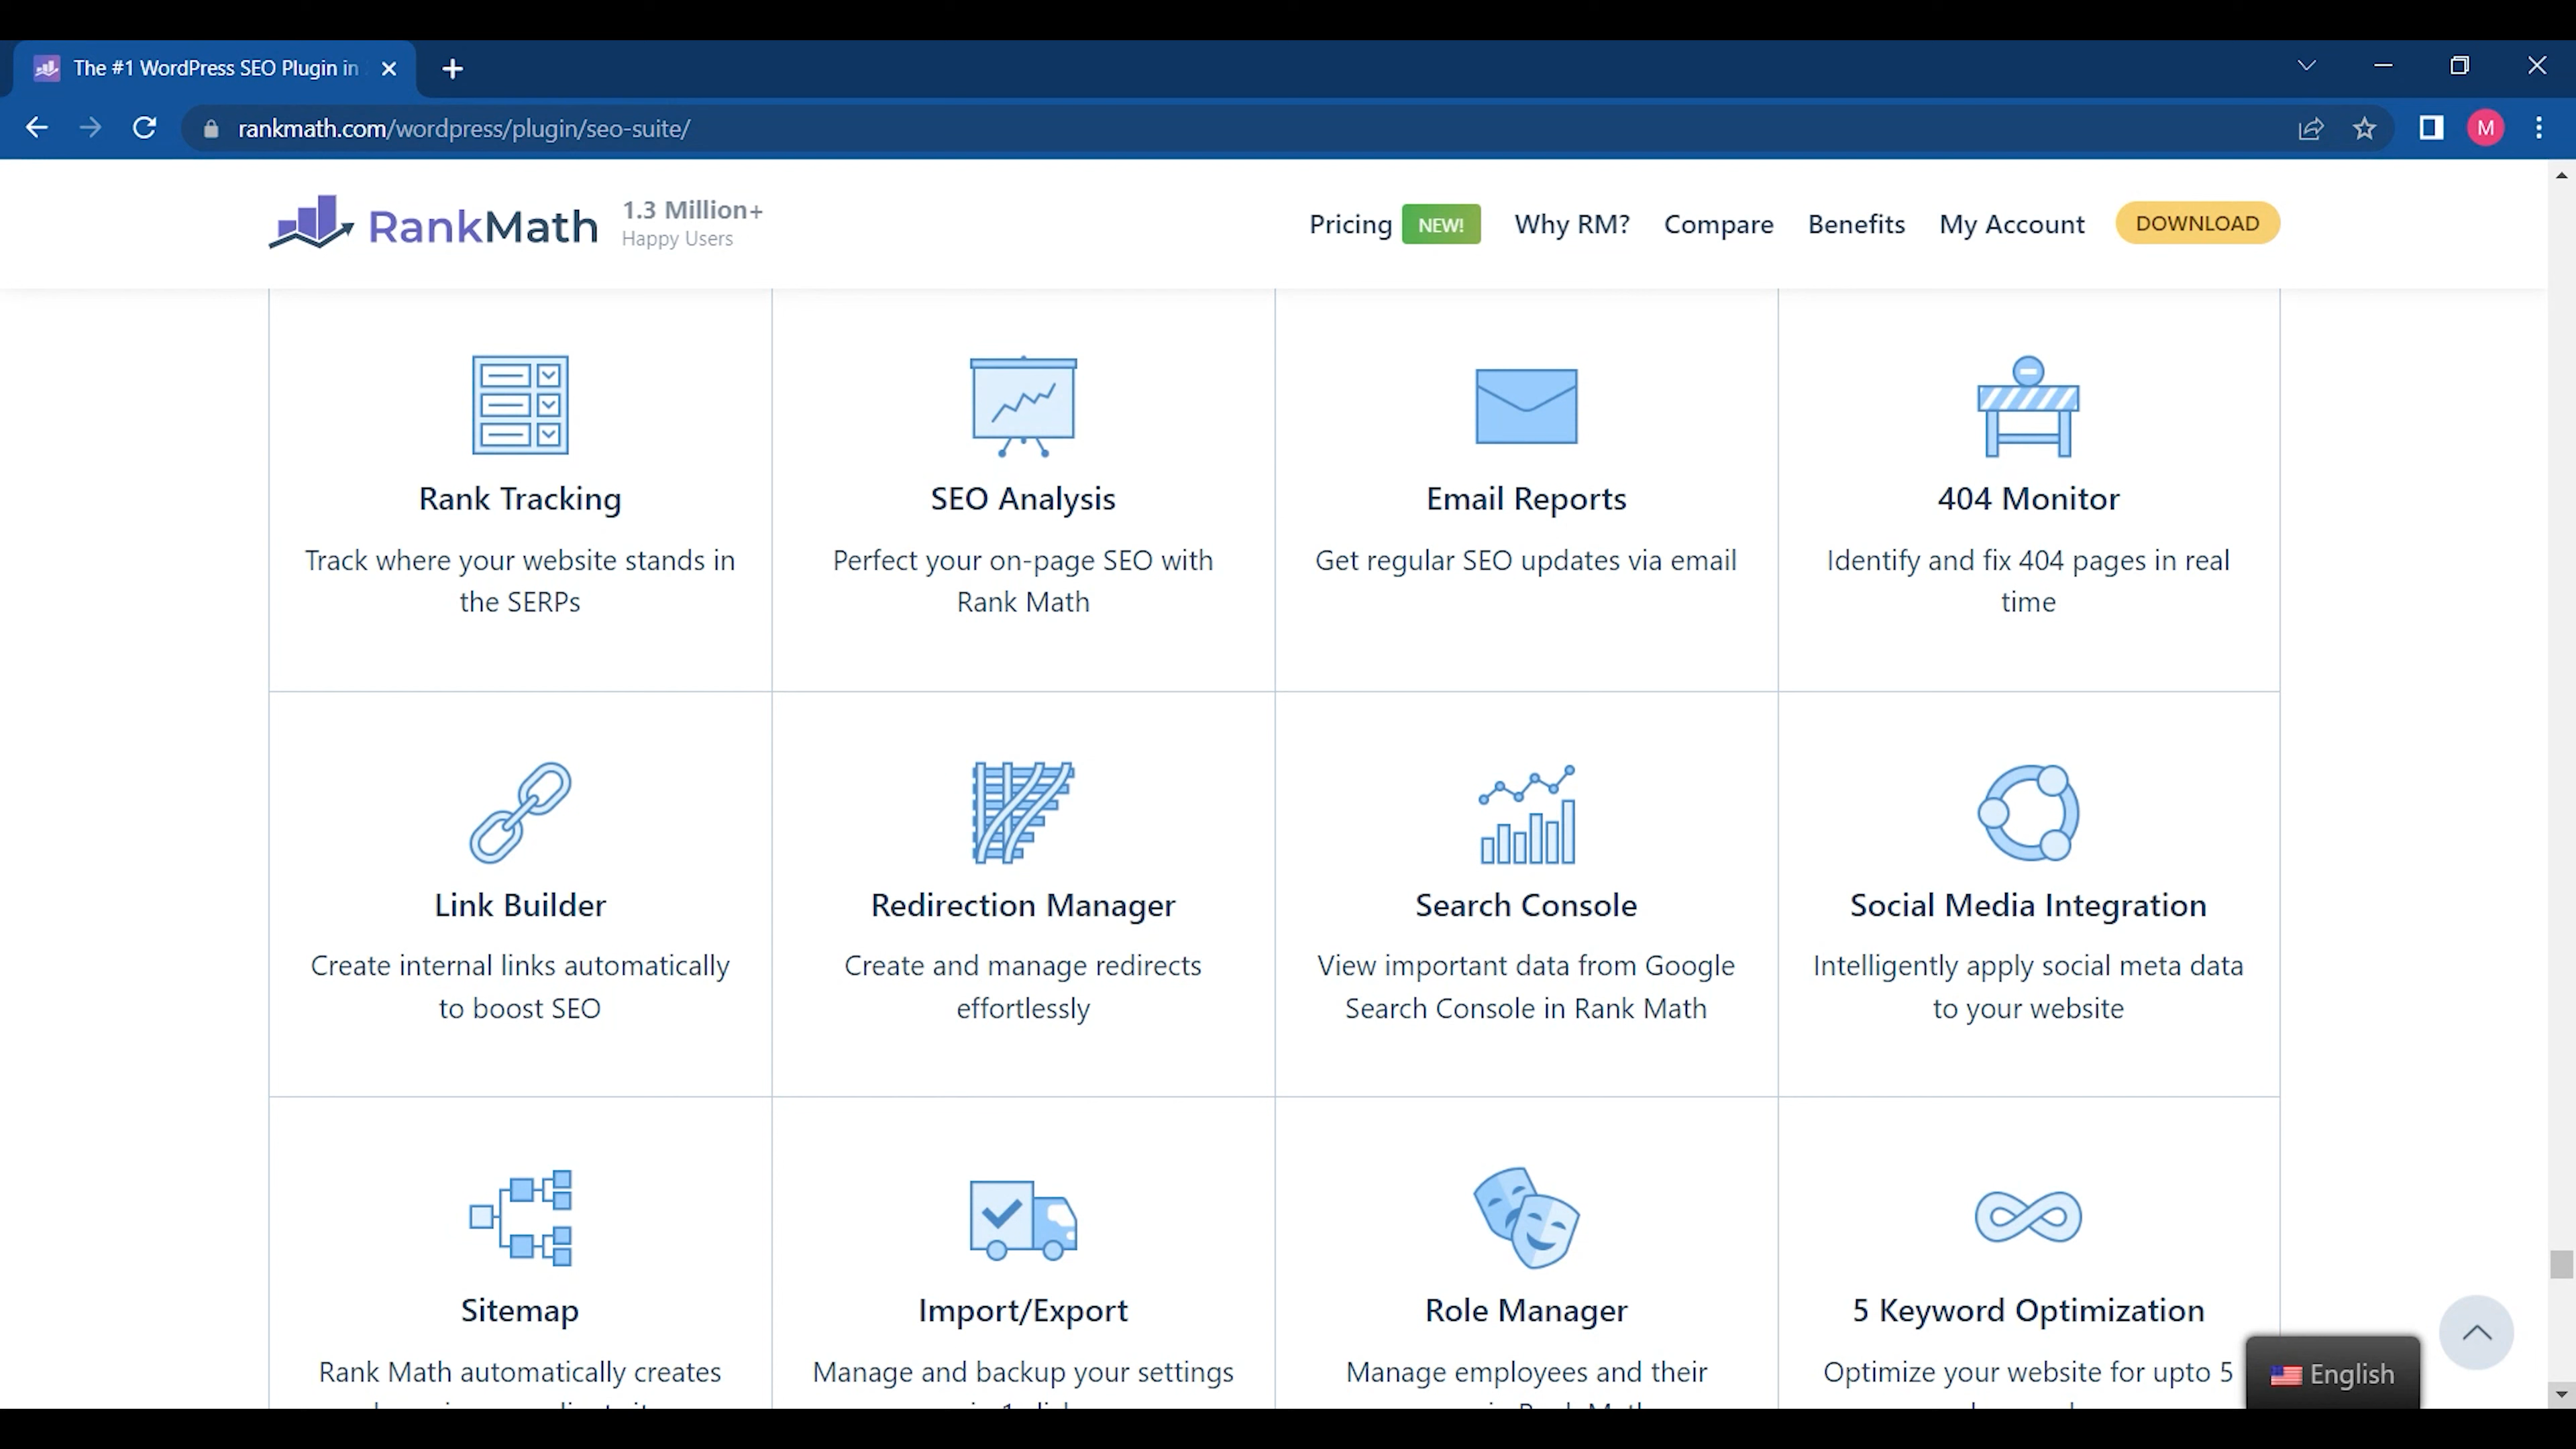 The #1 WordPress SEO Plugin in
rankmath.com/wordpress/plugin/seo-suite/
M
RankMath
1.3 Million+
Happy Users
Pricing NEW! Why RM? Compare Benefits My Account DOWNLOAD
Rank Tracking
Track where your website stands in
the SERPs
SEO Analysis
Perfect your on-page SEO with
Rank Math
Email Reports
Get regular SEO updates via email
404 Monitor
Identify and fix 404 pages in real
time
Link Builder
Create internal links automatically
to boost SEO
Redirection Manager
Create and manage redirects
effortlessly
Search Console
View important data from Google
Search Console in Rank Math
Social Media Integration
Intelligently apply social meta data
to your website
Sitemap
Rank Math automatically creates
Import/Export
Manage and backup your settings
Role Manager
Manage employees and their
5 Keyword Optimization
Optimize your website for upto 5
English